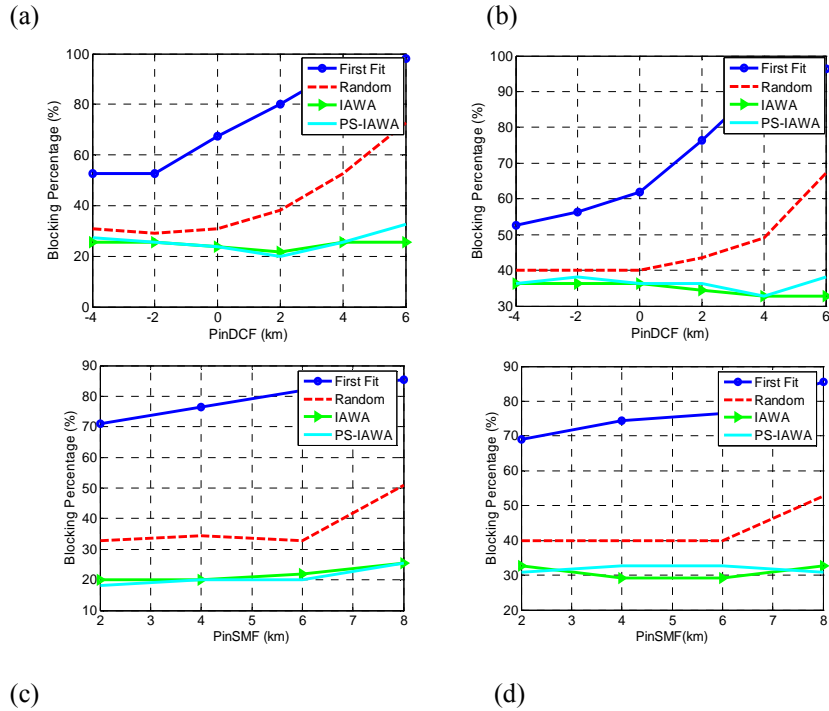 (a)
(b)
100
80
60
40
20
0
Blocking Percentage (%)
-4 -2 0 2 4 6
PinDCF (km)
First Fit
Random
IAWA
PS-IAWA
100
90
80
70
60
50
40
30
Blocking Percentage (%)
-4 -2 0 2 4 6
PinDCF (km)
First Fit
Random
IAWA
PS-IAWA
90
80
70
60
50
40
30
20
10
Blocking Percentage (%)
2 3 4 5 6 7 8
PinSMF (km)
First Fit
Random
IAWA
PS-IAWA
90
80
70
60
50
40
30
20
Blocking Percentage (%)
2 3 4 5 6 7 8
PinSMF(km)
First Fit
Random
IAWA
PS-IAWA
(c)
(d)